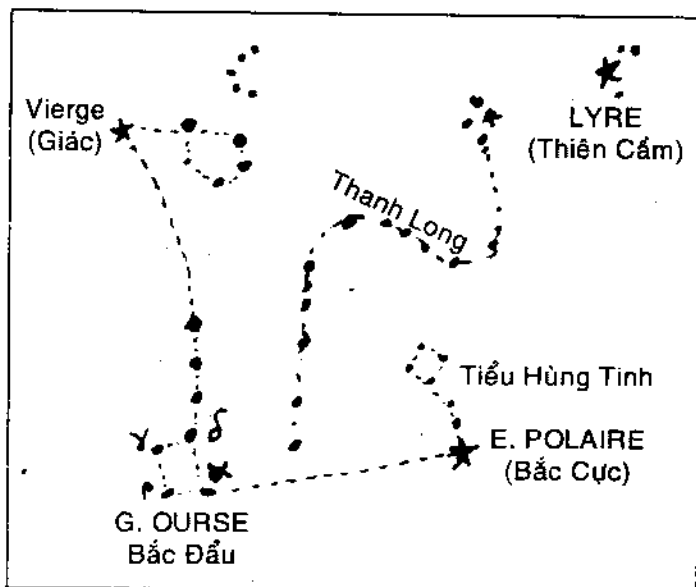 Vierge
(Giác)
LYRE
(Thiên Cầm)
Thanh Long
Tiểu Hùng Tinh
γ δ
β α
E. POLAIRE
(Bắc Cực)
G. OURSE
Bắc Đẩu